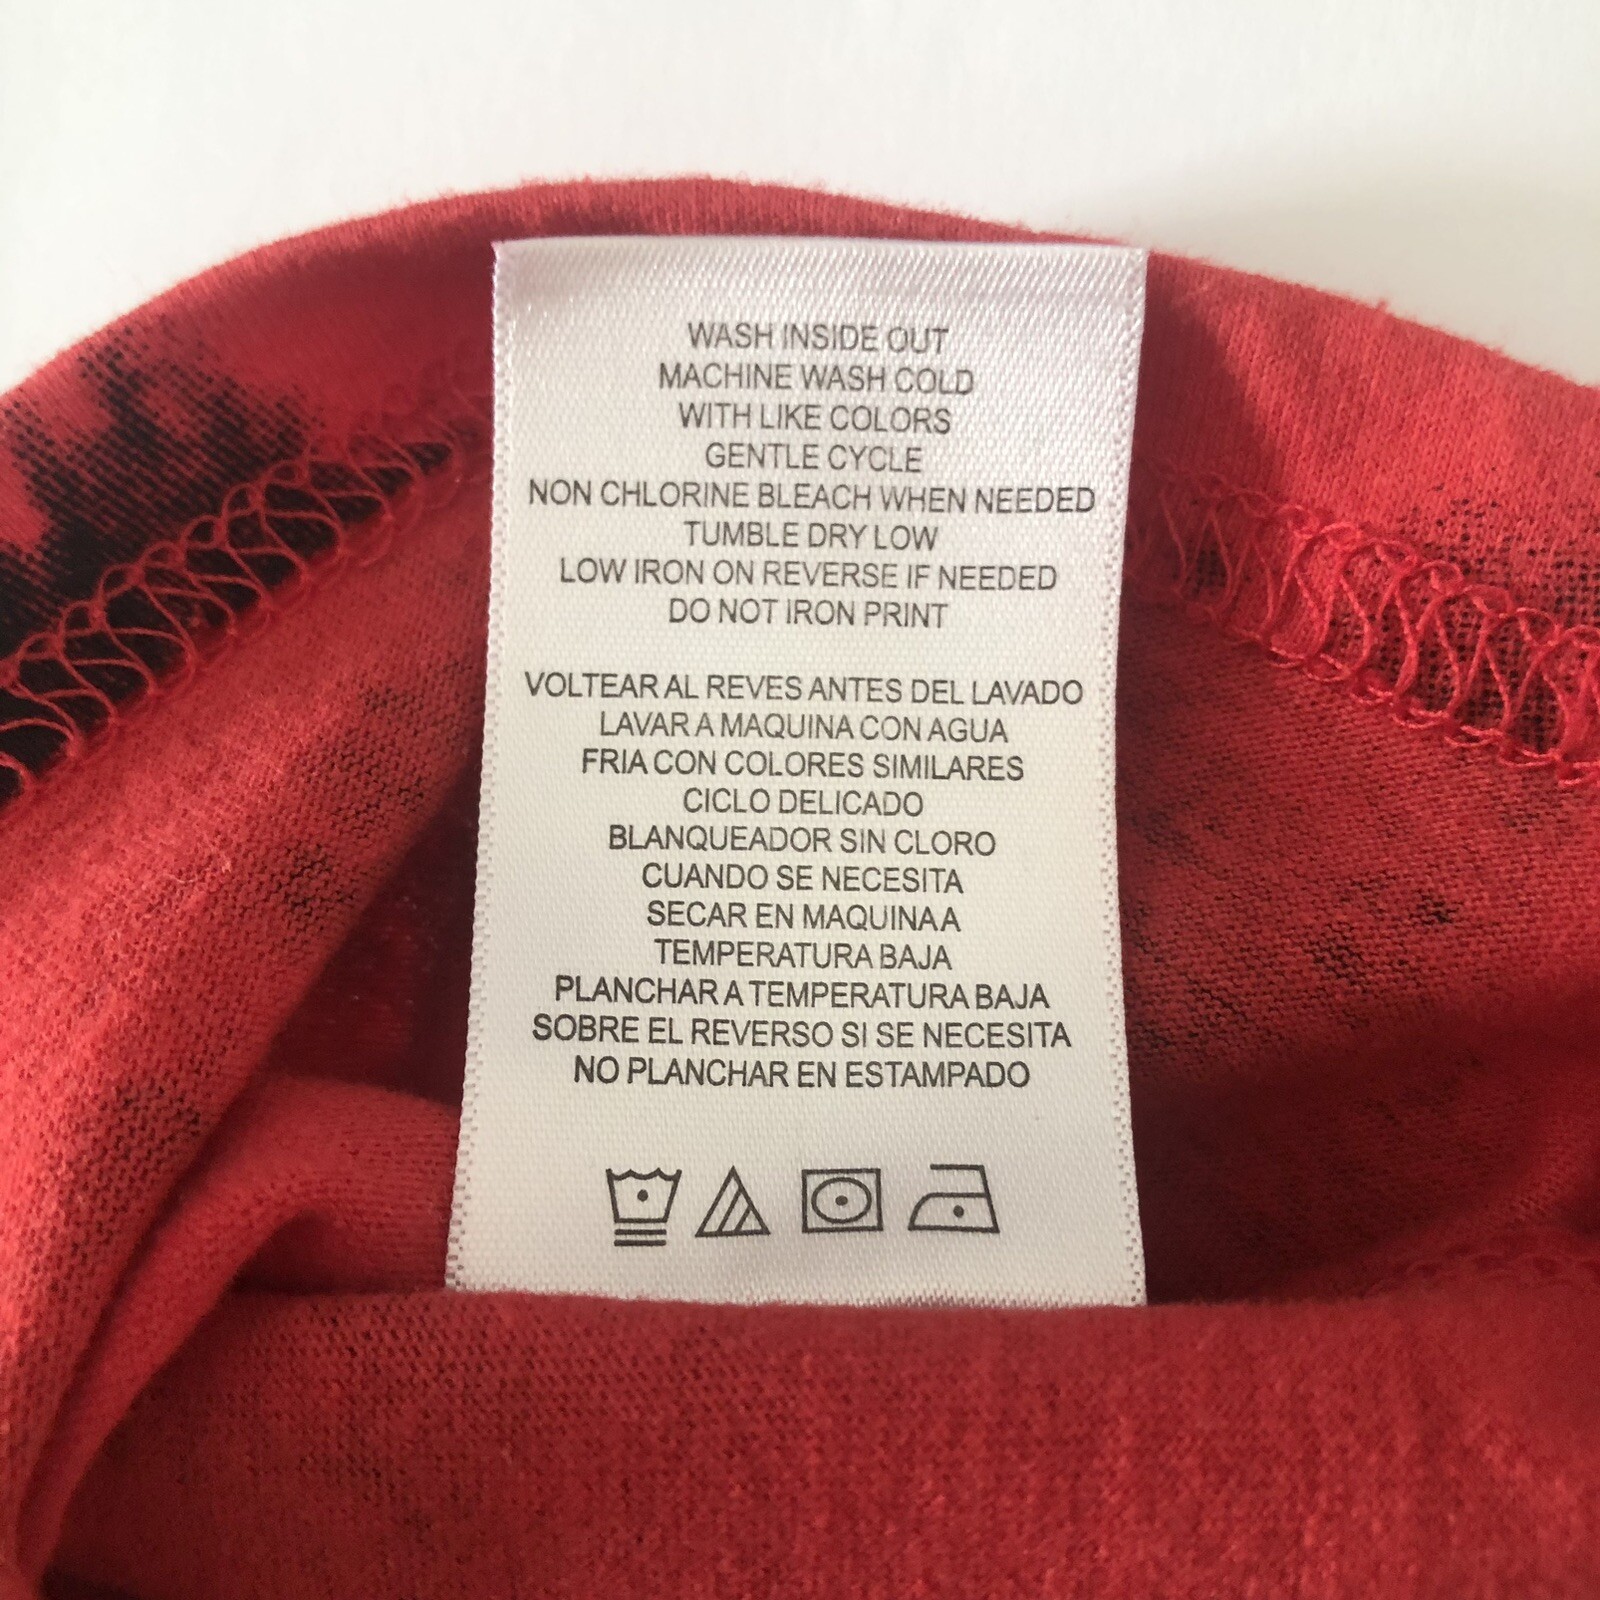 WASH INSIDE OUT
MACHINE WASH COLD
WITH LIKE COLORS
GENTLE CYCLE
NON CHLORINE BLEACH WHEN NEEDED
TUMBLE DRY LOW
LOW IRON ON REVERSE IF NEEDED
DO NOT IRON PRINT
VOLTEAR AL REVES ANTES DEL LAVADO
LAVAR A MAQUINA CON AGUA
FRIA CON COLORES SIMILARES
CICLO DELICADO
BLANQUEADOR SIN CLORO
CUANDO SE NECESITA
SECAR EN MAQUINA A
TEMPERATURA BAJA
PLANCHAR A TEMPERATURA BAJA
SOBRE EL REVERSO SI SE NECESITA
NO PLANCHAR EN ESTAMPADO